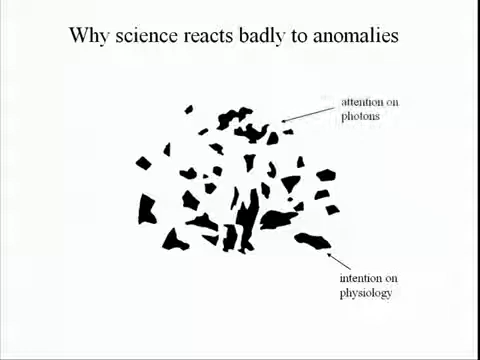 Why science reacts badly to anomalies
attention on
photons
intention on
physiology